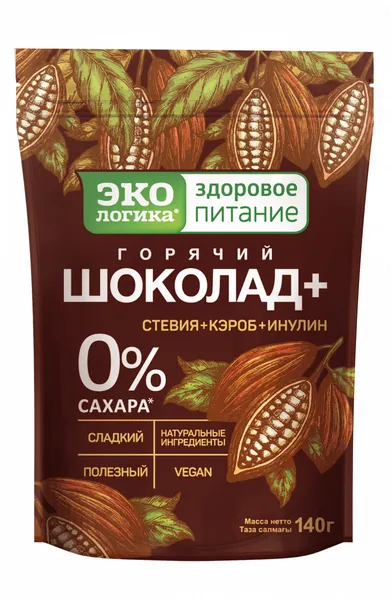 ЭКО
ЛОГИКА®
здоровое
питание
ГОРЯЧИЙ
ШОКОЛАД+
СТЕВИЯ+КЭРОБ+ИНУЛИН
0%
САХАРА*
СЛАДКИЙ
НАТУРАЛЬНЫЕ
ИНГРЕДИЕНТЫ
ПОЛЕЗНЫЙ
VEGAN
Масса нетто
Таза салмағы
140г